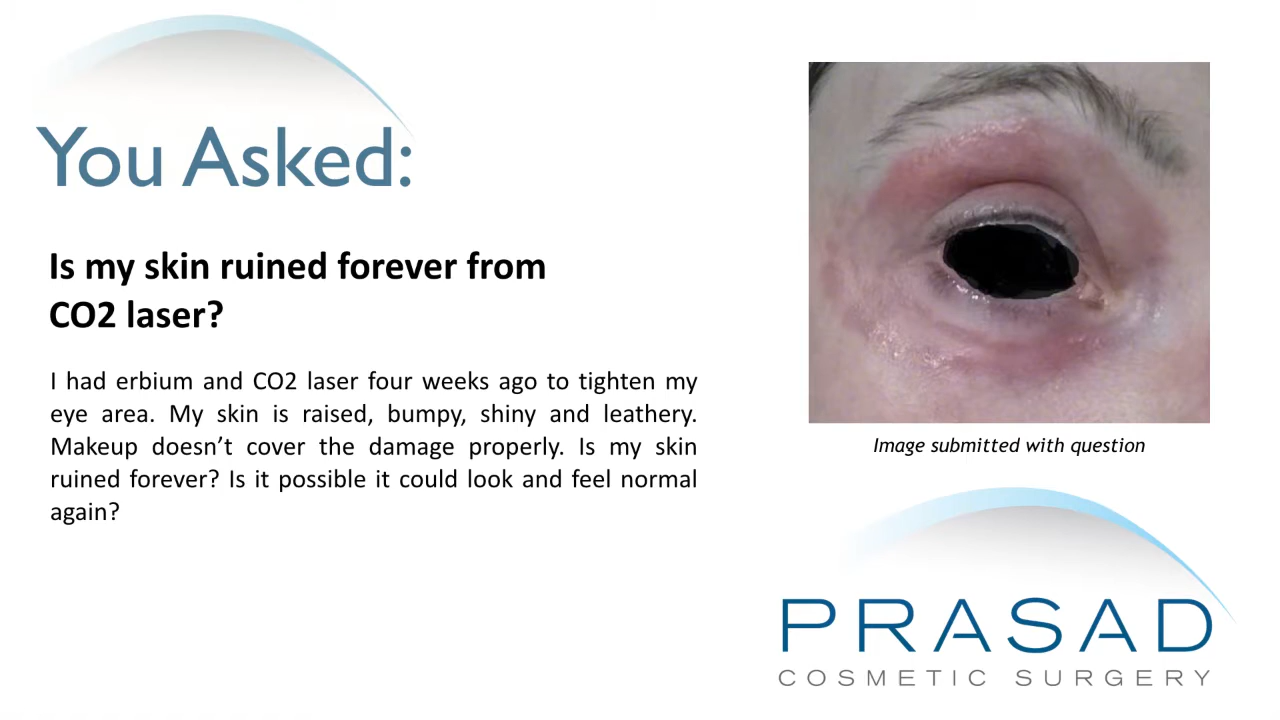 You Asked:
Is my skin ruined forever from
CO2 laser?
I had erbium and CO2 laser four weeks ago to tighten my
eye area. My skin is raised, bumpy, shiny and leathery.
Makeup doesn’t cover the damage properly. Is my skin
ruined forever? Is it possible it could look and feel normal
again?
Image submitted with question
PRASAD
COSMETIC SURGERY